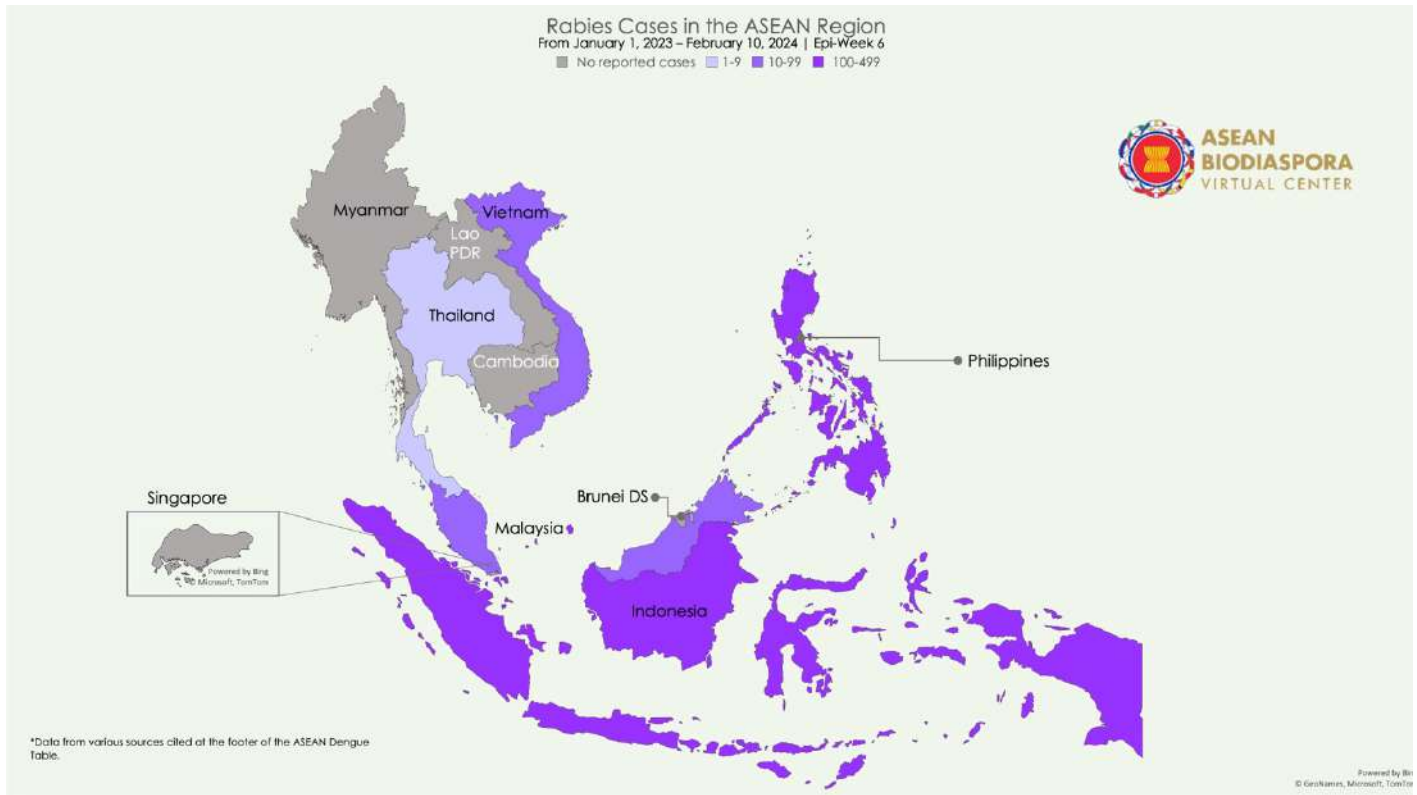 Rabies Cases in the ASEAN Region
From January 1, 2023 – February 10, 2024 | Epi-Week 6
No reported cases 1-9 10-99 100-499
ASEAN
BIODIASPORA
VIRTUAL CENTER
Myanmar
Vietnam
Lao
PDR
Thailand
Cambodia
Philippines
Singapore
Brunei DS
Malaysia
Powered by Bing
© Microsoft, TomTom
Indonesia
*Data from various sources cited at the footer of the ASEAN Dengue
Table.
Powered by Bing
© GeoNames, Microsoft, TomTom